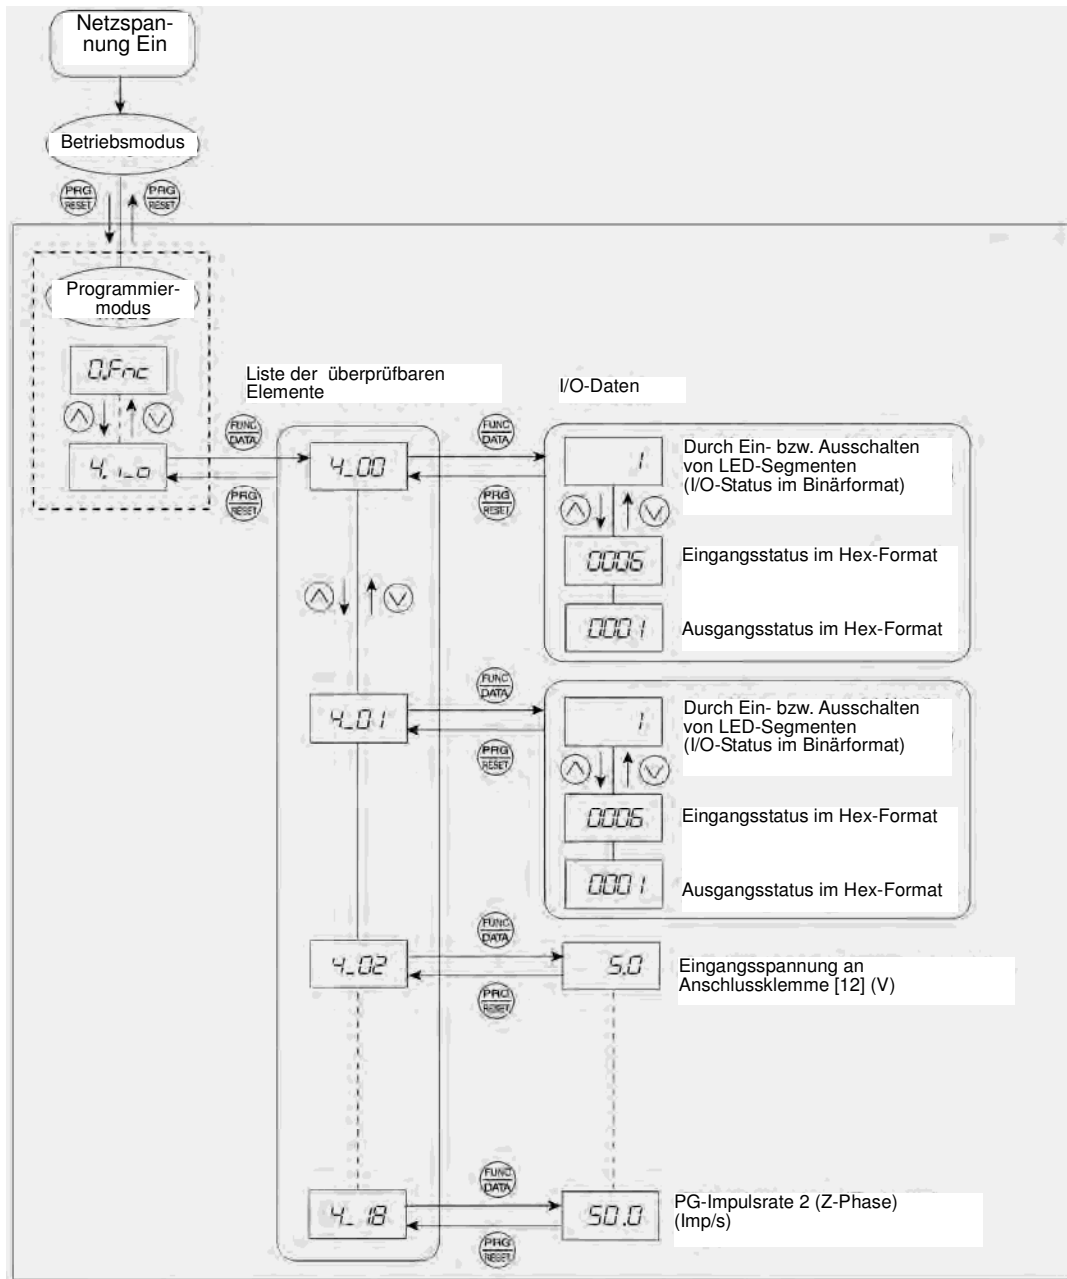 Netzspan-
nung Ein
Betriebsmodus
PRG
RESET
PRG
RESET
Programmier-
modus
0.Fnc
4.i_o
Liste der überprüfbaren
Elemente
I/O-Daten
FUNC
DATA
PRG
RESET
4_00
FUNC
DATA
PRG
RESET
1
Durch Ein- bzw. Ausschalten
von LED-Segmenten
(I/O-Status im Binärformat)
0006
Eingangsstatus im Hex-Format
0001
Ausgangsstatus im Hex-Format
4_01
FUNC
DATA
PRG
RESET
1
Durch Ein- bzw. Ausschalten
von LED-Segmenten
(I/O-Status im Binärformat)
0006
Eingangsstatus im Hex-Format
0001
Ausgangsstatus im Hex-Format
4_02
FUNC
DATA
PRG
RESET
5.0
Eingangsspannung an
Anschlussklemme [12] (V)
4_18
FUNC
DATA
PRG
RESET
50.0
PG-Impulsrate 2 (Z-Phase)
(Imp/s)